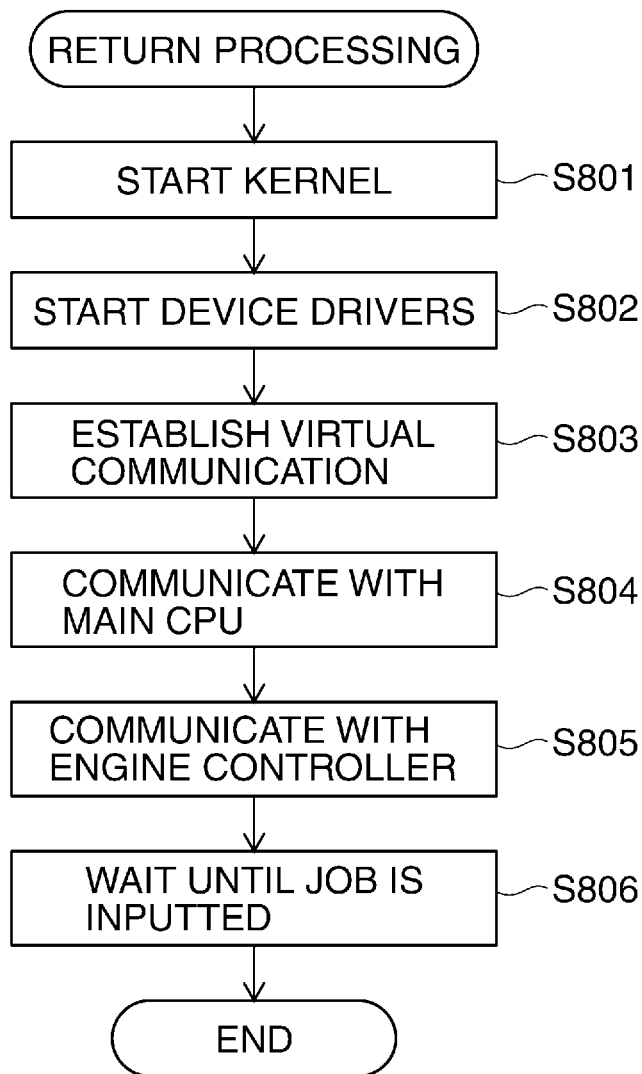 RETURN PROCESSING
START KERNEL
S801
START DEVICE DRIVERS
S802
ESTABLISH VIRTUAL
COMMUNICATION
S803
COMMUNICATE WITH
MAIN CPU
S804
COMMUNICATE WITH
ENGINE CONTROLLER
S805
WAIT UNTIL JOB IS
INPUTTED
S806
END